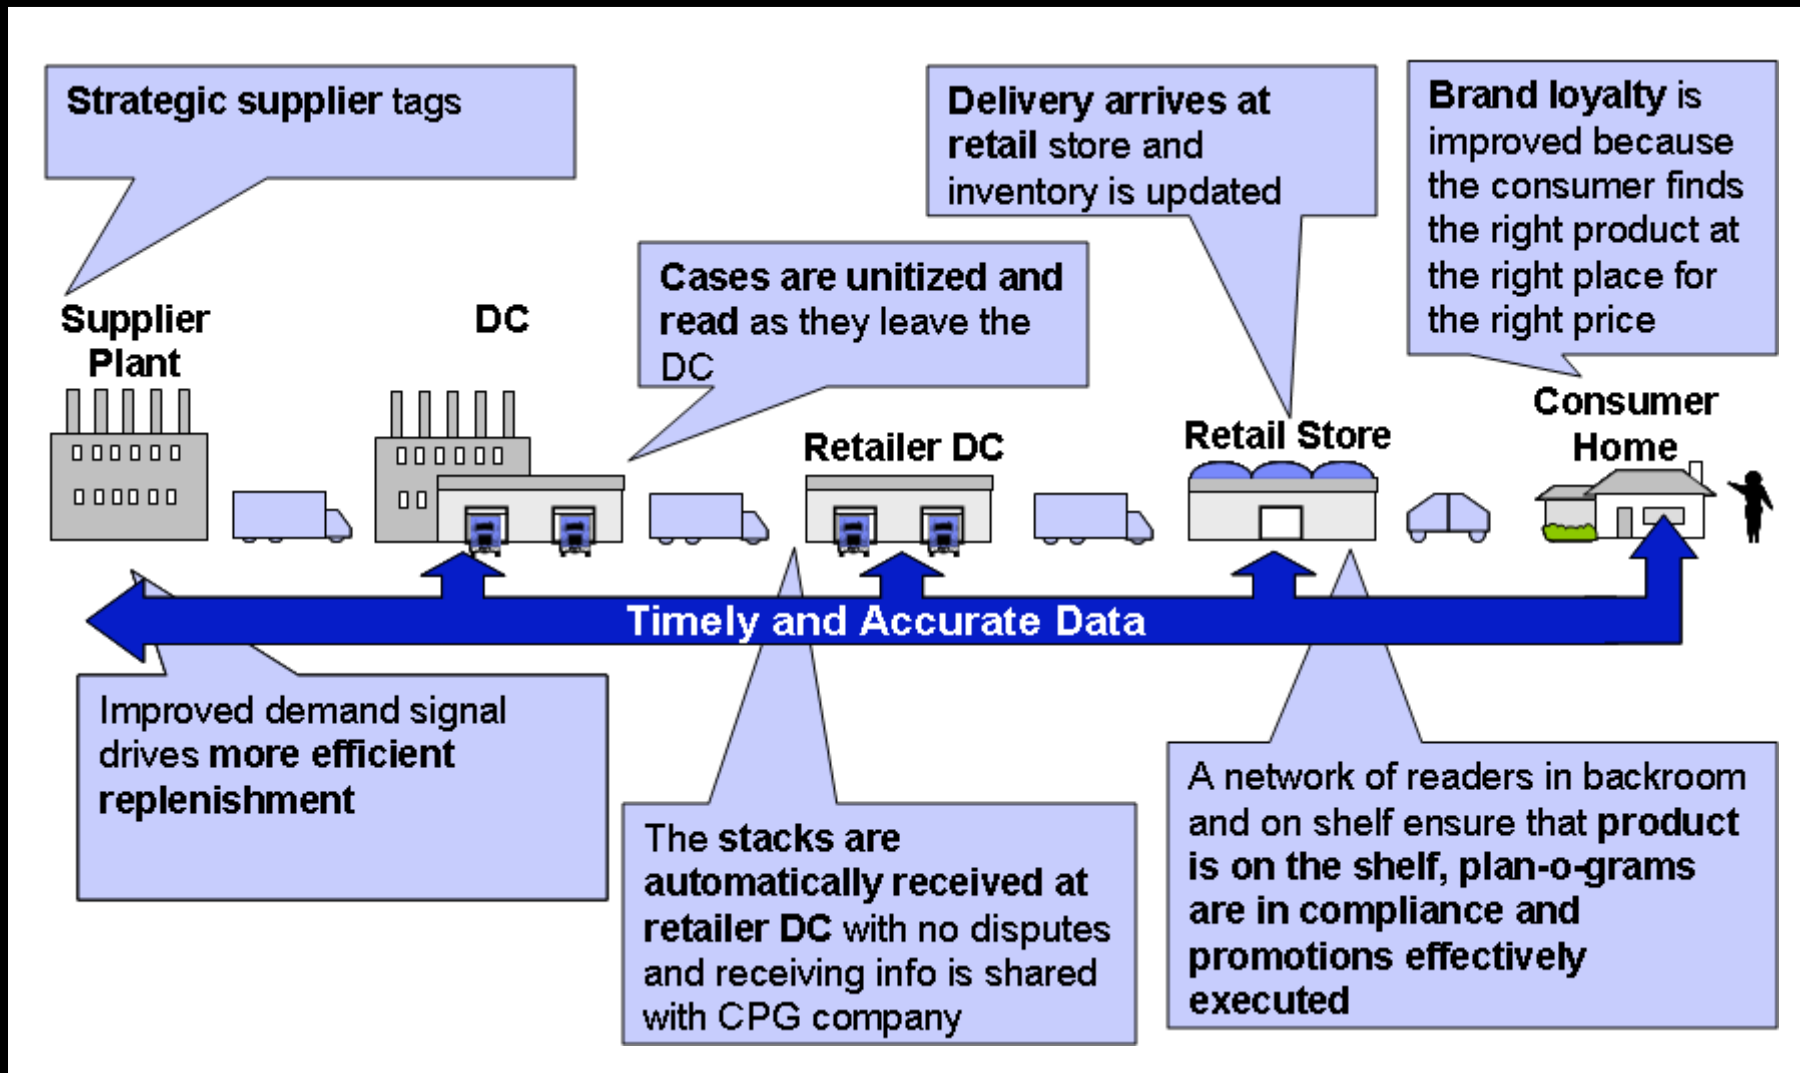 Strategic supplier tags
Delivery arrives at
retail store and
inventory is updated
Brand loyalty is
improved because
the consumer finds
the right product at
the right place for
the right price
Cases are unitized and
read as they leave the
DC
Supplier
Plant
DC
Retailer DC
Retail Store
Consumer
Home
Timely and Accurate Data
Improved demand signal
drives more efficient
replenishment
The stacks are
automatically received at
retailer DC with no disputes
and receiving info is shared
with CPG company
A network of readers in backroom
and on shelf ensure that product
is on the shelf, plan-o-grams
are in compliance and
promotions effectively
executed